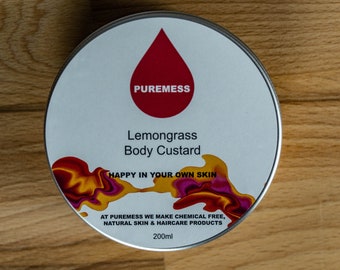 PUREMESS
Lemongrass
Body Custard
HAPPY IN YOUR OWN SKIN
AT PUREMESS WE MAKE CHEMICAL FREE,
NATURAL SKIN & HAIRCARE PRODUCTS
200ml